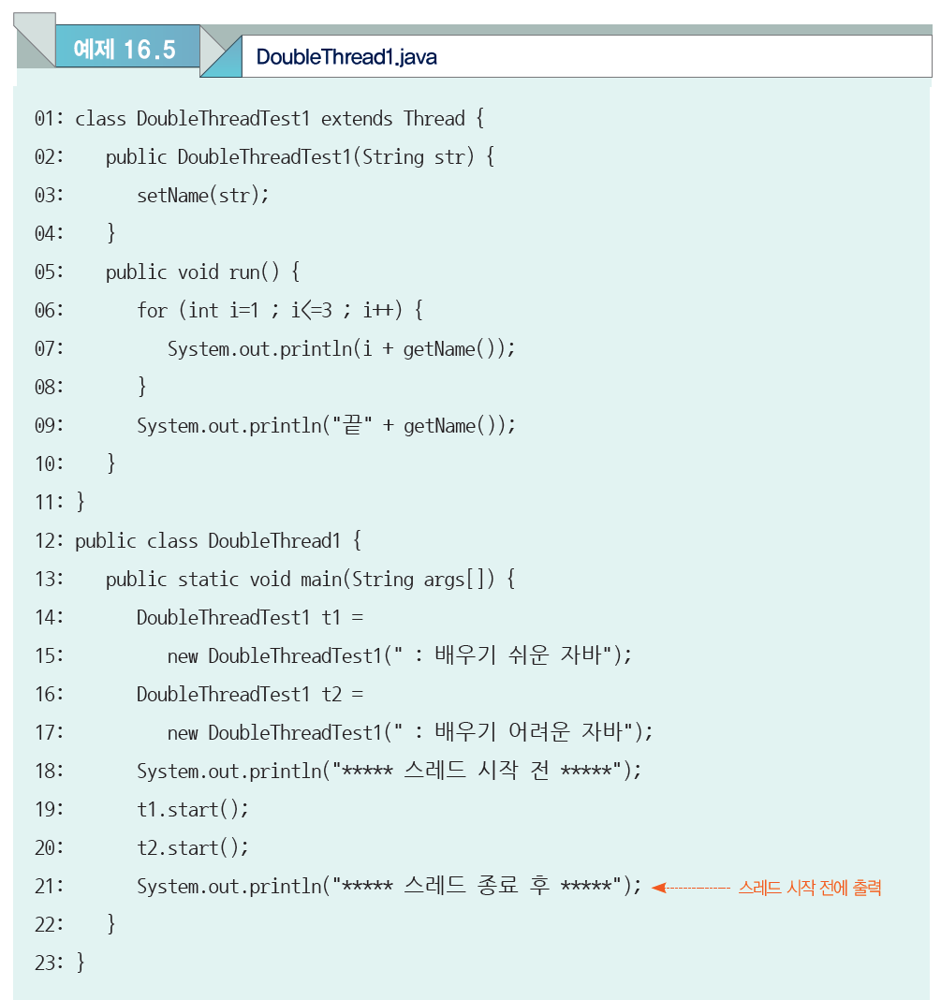 예제 16.5
DoubleThread1.java
01: class DoubleThreadTest1 extends Thread {
02:    public DoubleThreadTest1(String str) {
03:       setName(str);
04:    }
05:    public void run() {
06:       for (int i=1 ; i<=3 ; i++) {
07:          System.out.println(i + getName());
08:       }
09:       System.out.println("끝" + getName());
10:    }
11: }
12: public class DoubleThread1 {
13:    public static void main(String args[]) {
14:       DoubleThreadTest1 t1 =
15:          new DoubleThreadTest1(" : 배우기 쉬운 자바");
16:       DoubleThreadTest1 t2 =
17:          new DoubleThreadTest1(" : 배우기 어려운 자바");
18:       System.out.println("***** 스레드 시작 전 *****");
19:       t1.start();
20:       t2.start();
21:       System.out.println("***** 스레드 종료 후 *****"); 스레드 시작 전에 출력
22:    }
23: }